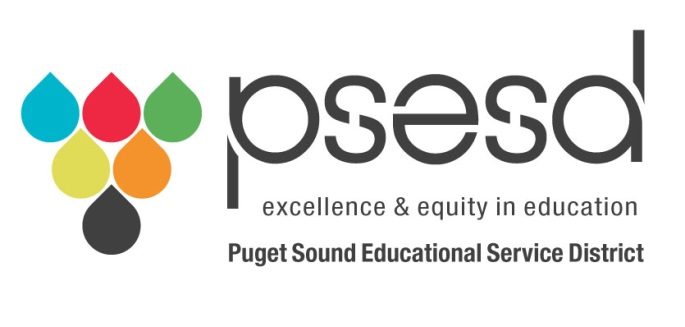 psesd
excellence & equity in education
Puget Sound Educational Service District